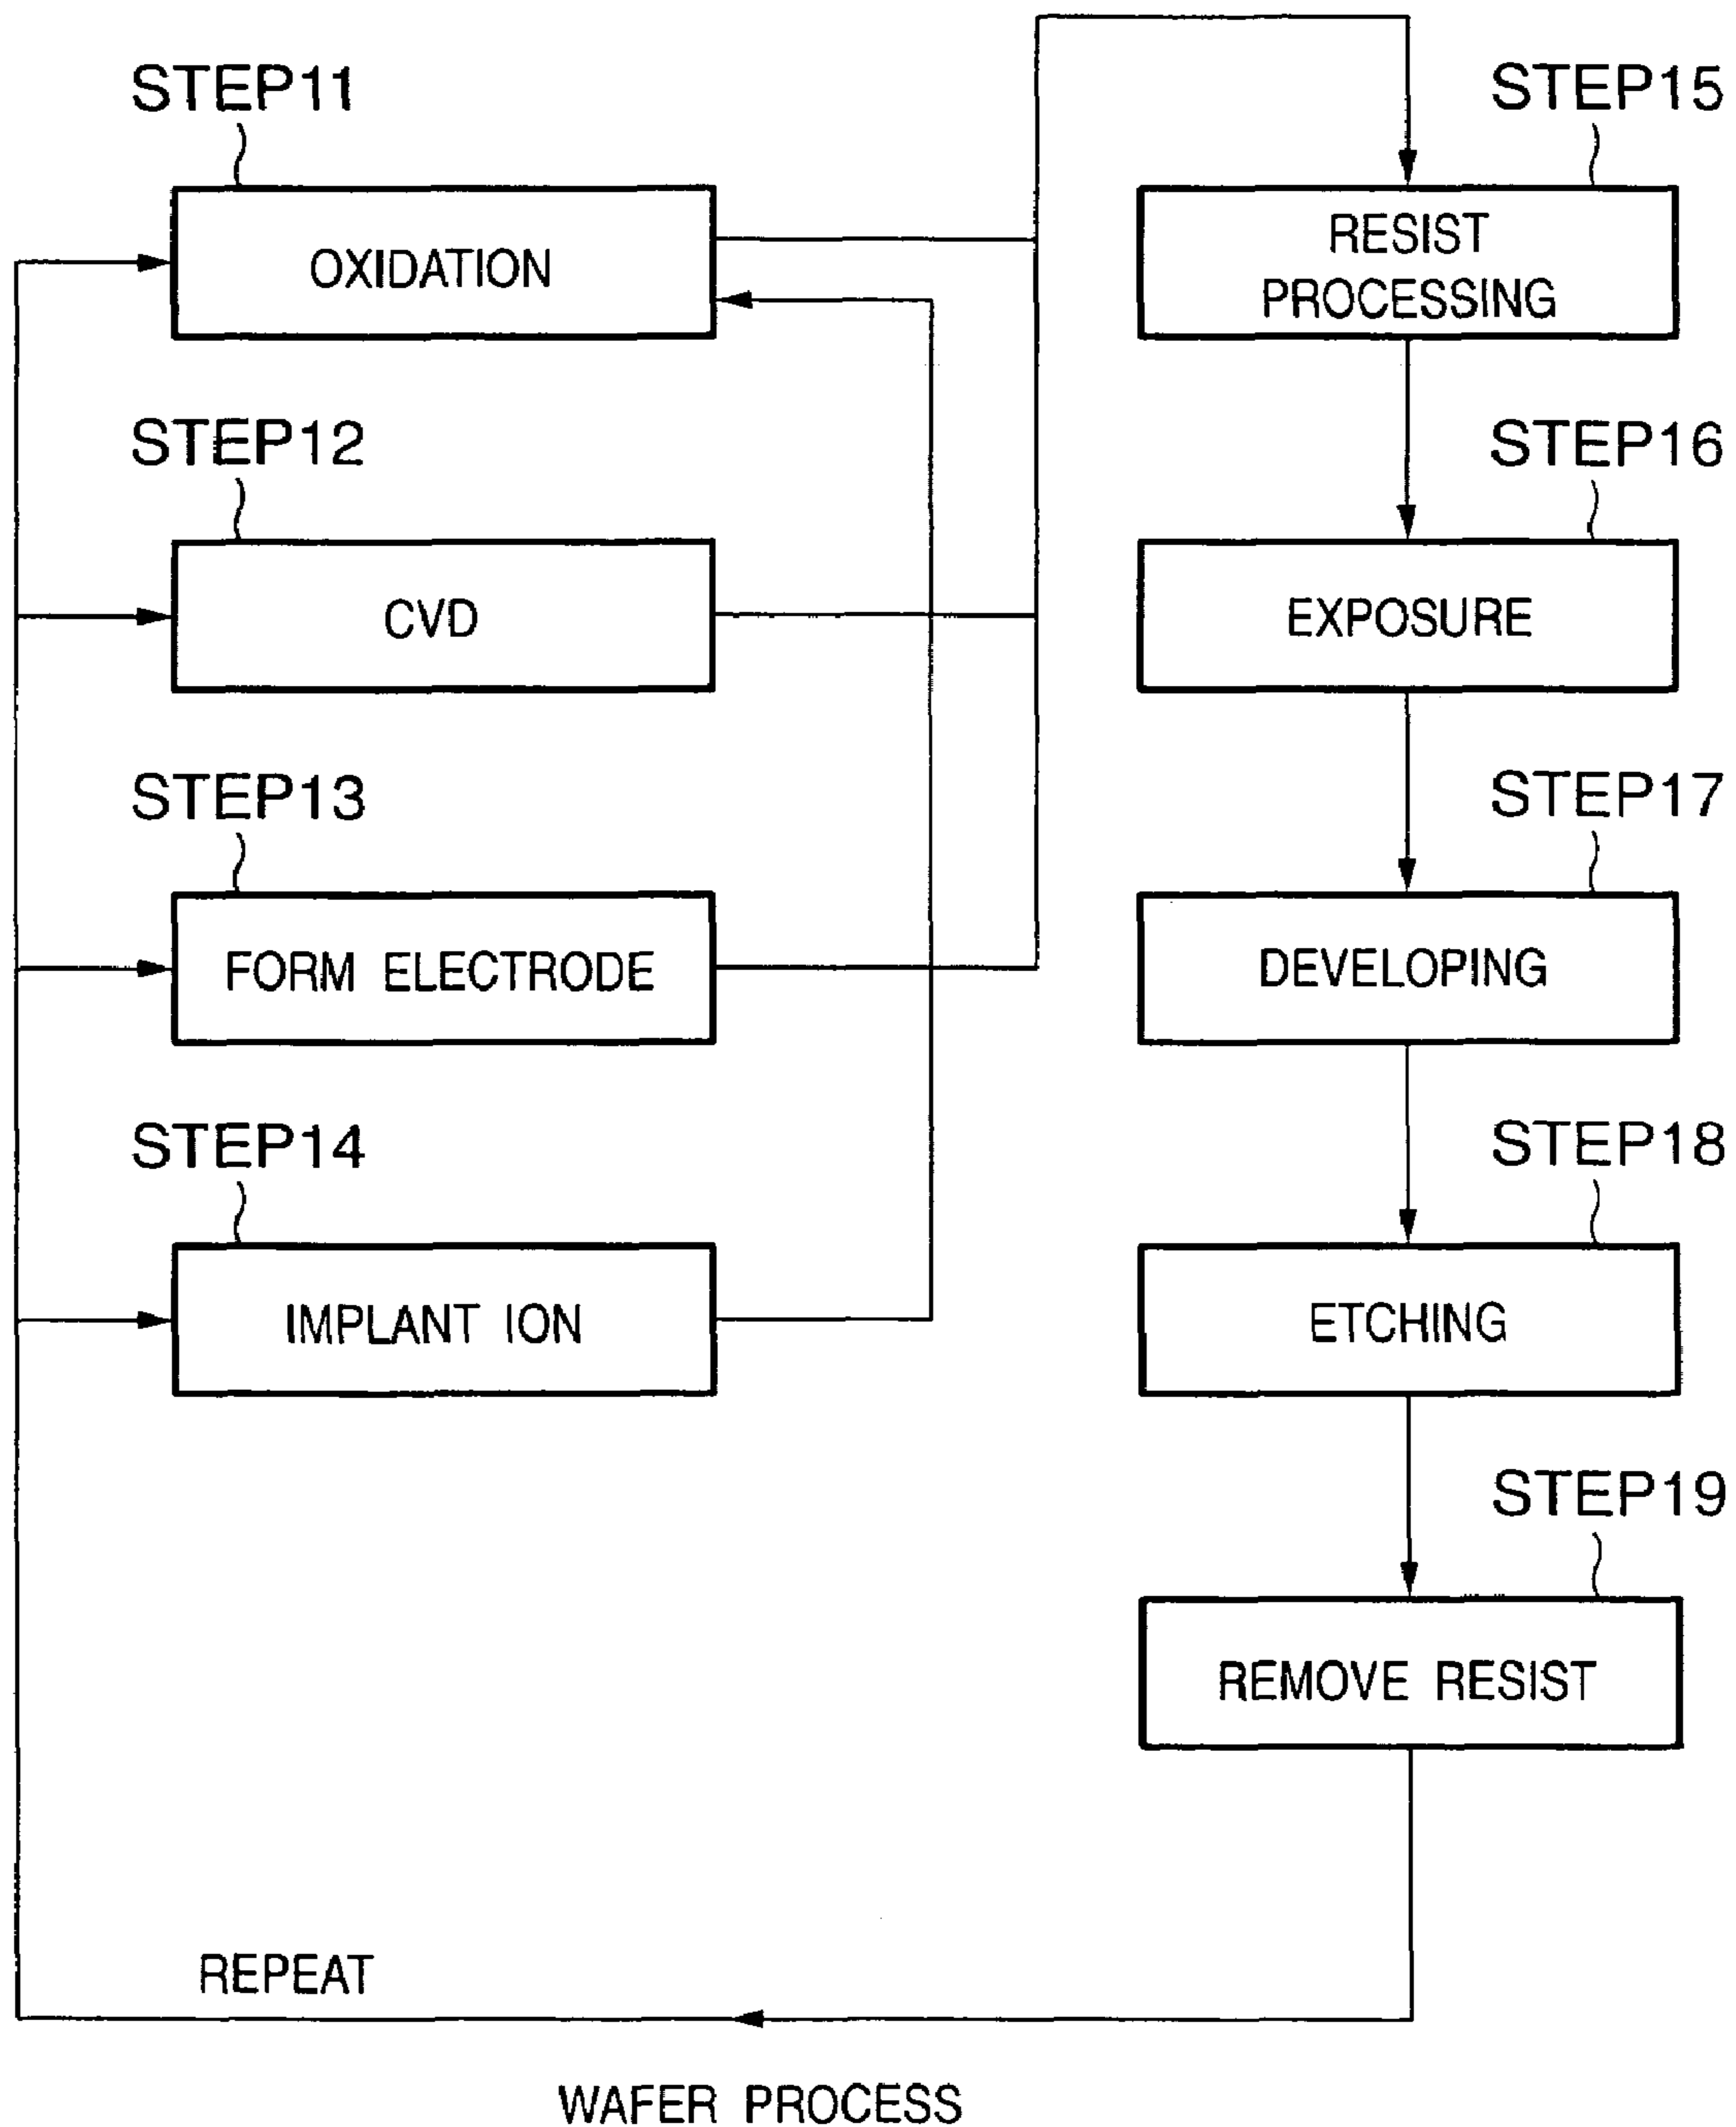 STEP11
OXIDATION
STEP12
CVD
STEP13
FORM ELECTRODE
STEP14
IMPLANT ION
STEP15
RESIST
PROCESSING
STEP16
EXPOSURE
STEP17
DEVELOPING
STEP18
ETCHING
STEP19
REMOVE RESIST
REPEAT
WAFER PROCESS